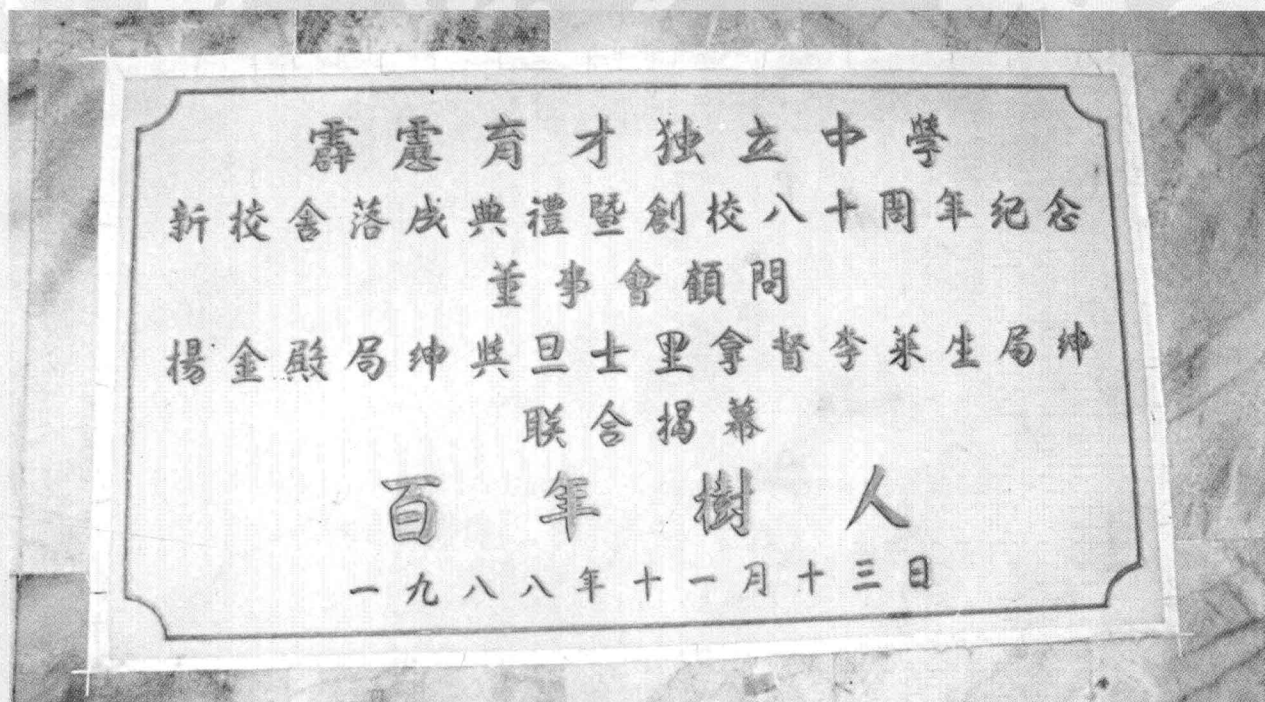 霹靂育才独立中學
新校舍落成典禮暨創校八十周年纪念
董事會顧問
楊金殿局绅與旦士里拿督李萊生局绅
联合揭幕
百年樹人
一九八八年十一月十三日